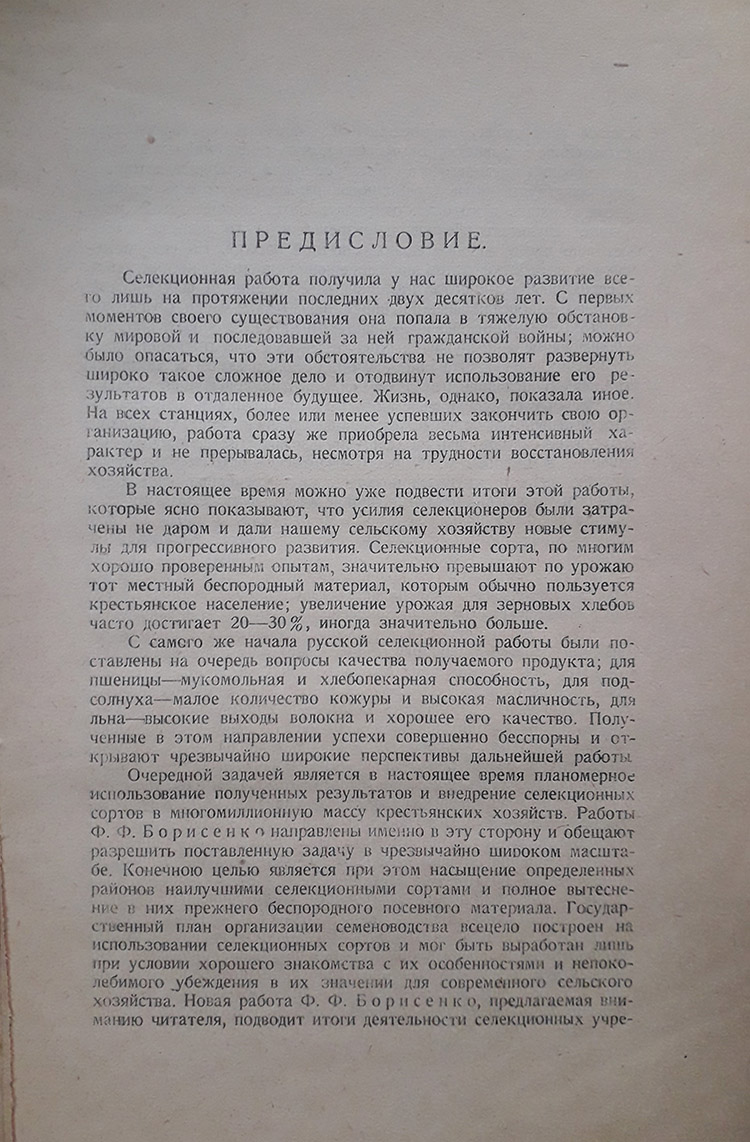 ПРЕДИСЛОВИЕ.
Селекционная работа получила у нас широкое развитие все-
го лишь на протяжении последних двух десятков лет. С первых
моментов своего существования она попала в тяжелую обстанов-
ку мировой и последовавшей за ней гражданской войны; можно
было опасаться, что эти обстоятельства не позволят развернуть
широко такое сложное дело и отодвинут использование его ре-
зультатов в отдаленное будущее. Жизнь, однако, показала иное.
На всех станциях, более или менее успевших закончить свою ор-
ганизацию, работа сразу же приобрела весьма интенсивный ха-
рактер и не прерывалась, несмотря на трудности восстановления
хозяйства.
В настоящее время можно уже подвести итоги этой работы,
которые ясно показывают, что усилия селекционеров были затра-
чены не даром и дали нашему сельскому хозяйству новые стиму-
лы для прогрессивного развития. Селекционные сорта, по многим
хорошо проверенным опытам, значительно превышают по урожаю
тот местный беспородный материал, которым обычно пользуется
крестьянское население; увеличение урожая для зерновых хлебов
часто достигает 20—30%, иногда значительно больше.
С самого же начала русской селекционной работы были по-
ставлены на очередь вопросы качества получаемого продукта; для
пшеницы—мукомольная и хлебопекарная способность, для под-
солнуха—малое количество кожуры и высокая масличность, для
льна—высокие выходы волокна и хорошее его качество. Полу-
ченные в этом направлении успехи совершенно бесспорны и от-
крывают чрезвычайно широкие перспективы дальнейшей работы
Очередной задачей является в настоящее время планомерное
использование полученных результатов и внедрение селекционных
сортов в многомиллионную массу крестьянских хозяйств. Работы
Ф. Ф. Борисенко направлены именно в эту сторону и обещают
разрешить поставленную задачу в чрезвычайно широком масшта-
бе. Конечною целью является при этом насыщение определенных
районов наилучшими селекционными сортами и полное вытесне-
ние в них прежнего беспородного посевного материала. Государ-
ственный план организации семеноводства всецело построен на
использовании селекционных сортов и мог быть выработан лишь
при условии хорошего знакомства с их особенностями и непоко-
лебимого убеждения в их значении для современного сельского
хозяйства. Новая работа Ф. Ф. Борисенко, предлагаемая вни-
манию читателя, подводит итоги деятельности селекционных учре-